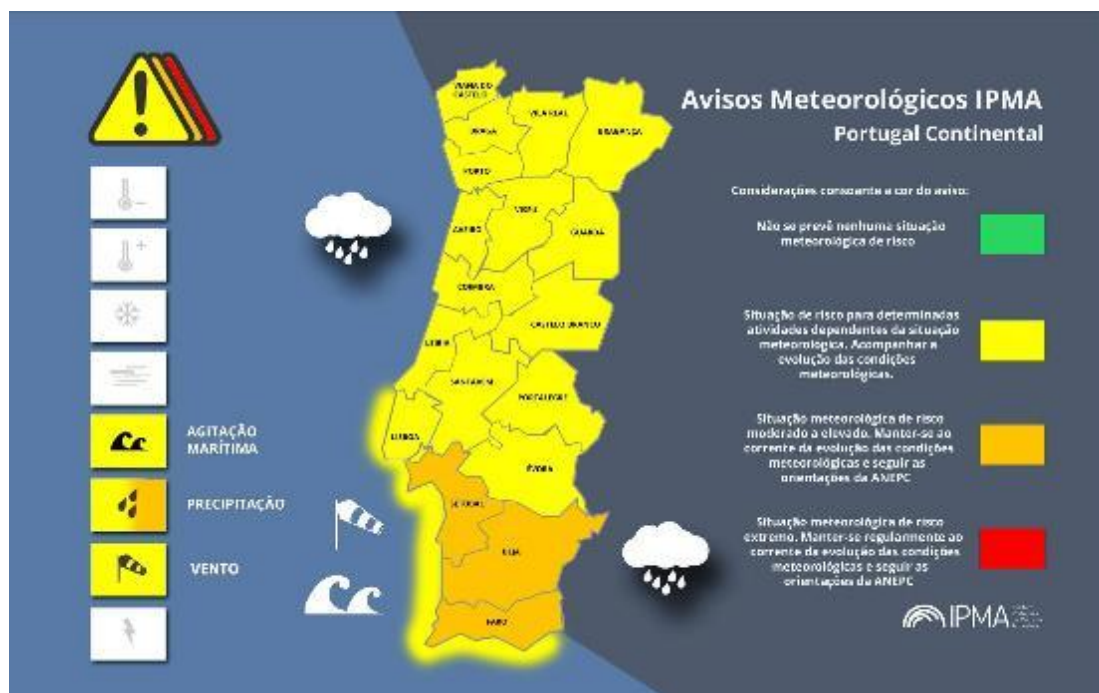 Avisos Meteorológicos IPMA
Portugal Continental
Considerações consoante a cor do aviso:
Não se prevê nenhuma situação
meteorológica de risco
Situação de risco para determinadas
atividades dependentes da situação
meteorológica. Acompanhar a
evolução das condições
meteorológicas.
Situação meteorológica de risco
moderado a elevado. Manter-se ao
corrente da evolução das condições
meteorológicas e seguir as
orientações da ANEPC
Situação meteorológica de risco
extremo. Manter-se regularmente ao
corrente da evolução das condições
meteorológicas e seguir as
orientações da ANEPC
IPMA
AGITAÇÃO
MARÍTIMA
PRECIPITAÇÃO
VENTO
VIANA DO
CASTELO
BRAGA
VILA REAL
BRAGANÇA
PORTO
VISEU
AVEIRO
GUARDA
COIMBRA
CASTELO BRANCO
LEIRIA
SANTARÉM
PORTALEGRE
LISBOA
ÉVORA
SETÚBAL
BEJA
FARO